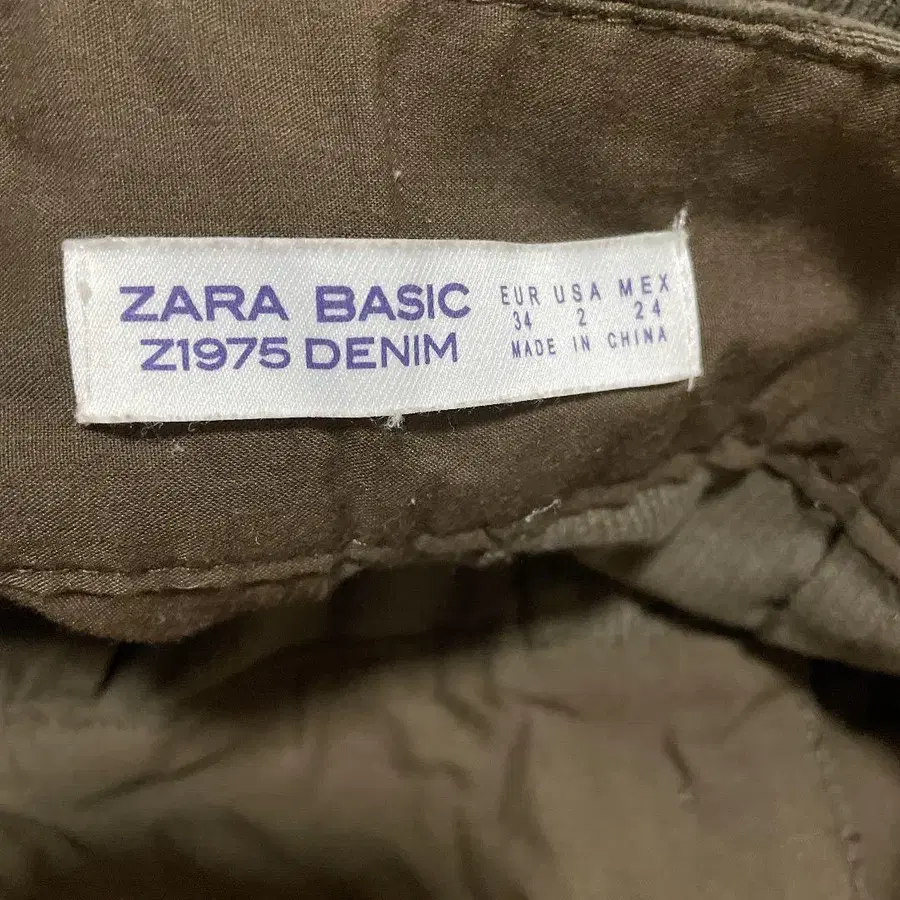 ZARA BASIC
Z1975 DENIM
EUR USA MEX
34 2 24
MADE IN CHINA